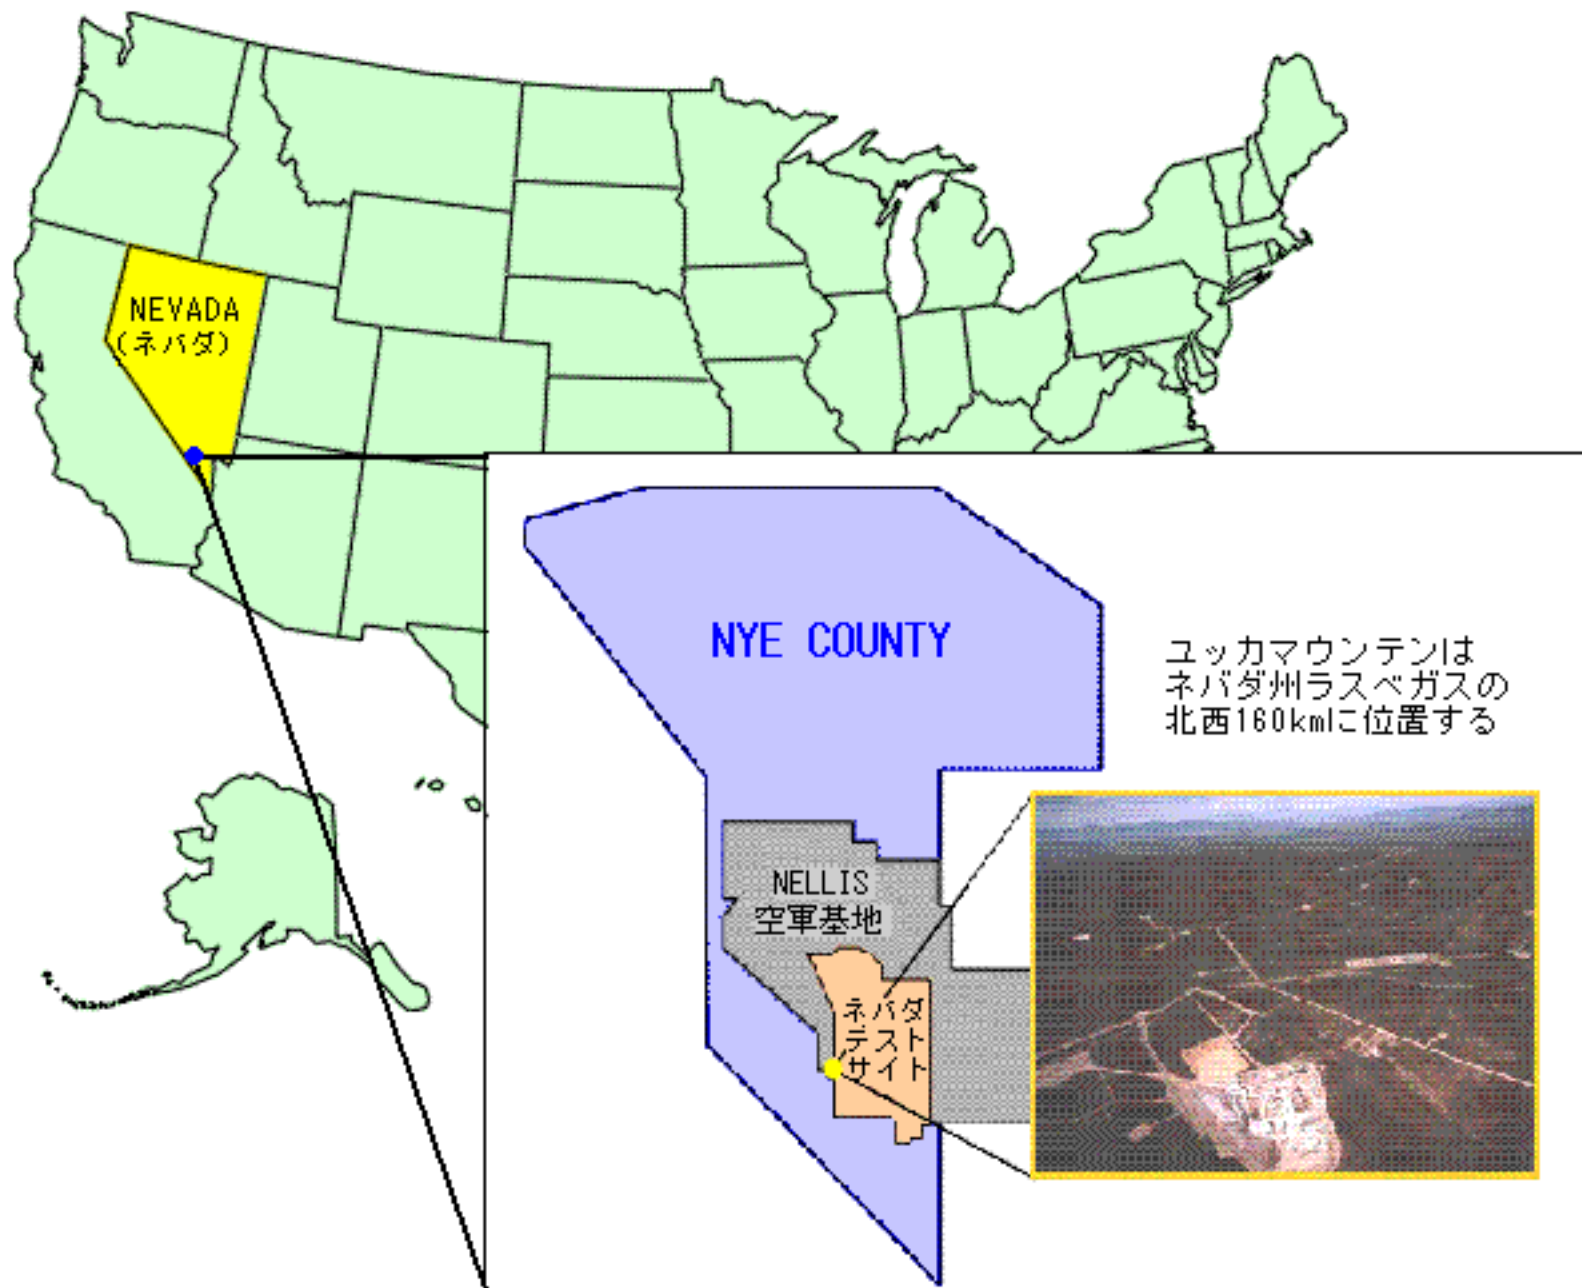 NEVADA
(ネバダ)
NYE COUNTY
ユッカマウンテンは
ネバダ州ラスベガスの
北西160kmに位置する
NELLIS
空軍基地
ネバダ
テスト
サイト